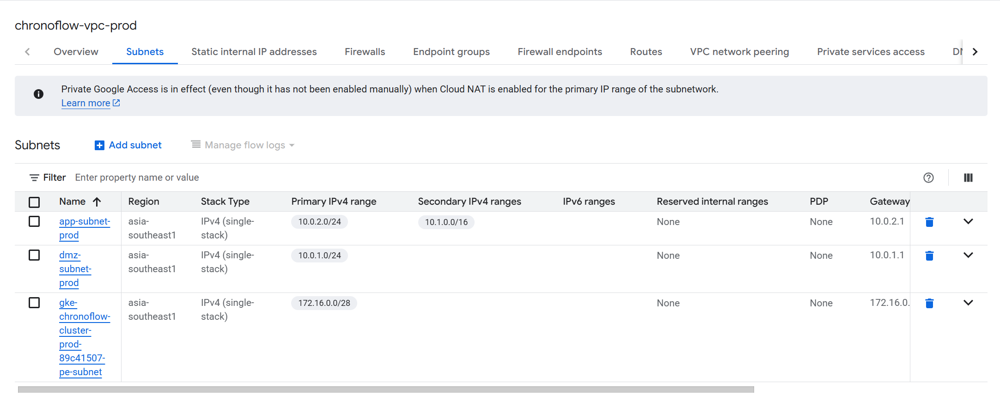 chronoflow-vpc-prod
Overview Subnets Static internal IP addresses Firewalls Endpoint groups Firewall endpoints Routes VPC network peering Private services access
Private Google Access is in effect (even though it has not been enabled manually) when Cloud NAT is enabled for the primary IP range of the subnetwork.
Learn more
Subnets Add subnet Manage flow logs
Filter Enter property name or value
Name Region Stack Type Primary IPv4 range Secondary IPv4 ranges IPv6 ranges Reserved internal ranges PDP Gateway
app-subnet- asia- IPv4 (single- 10.0.2.0/24 10.1.0.0/16 None None 10.0.2.1
prod southeast1 stack)
dmz- asia- IPv4 (single- 10.0.1.0/24 None None 10.0.1.1
subnet- southeast1 stack)
prod
gke- asia- IPv4 (single- 172.16.0.0/28 None None 172.16.0.
chronoflow- southeast1 stack)
cluster-
prod-
89c41507-
pe-subnet